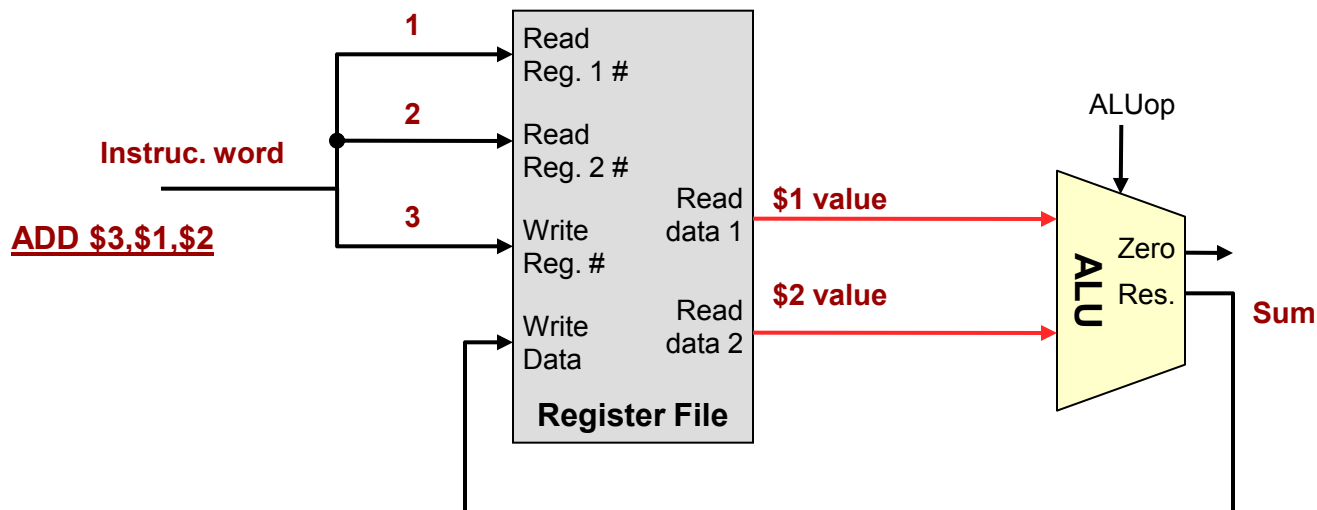 1
Read
Reg. 1 #
2
Read
Reg. 2 #
Instruc. word
ADD $3,$1,$2
3
Write
Reg. #
Write
Data
Read
data 1
Read
data 2
Register File
$1 value
$2 value
ALUop
ALU
Zero
Res.
Sum